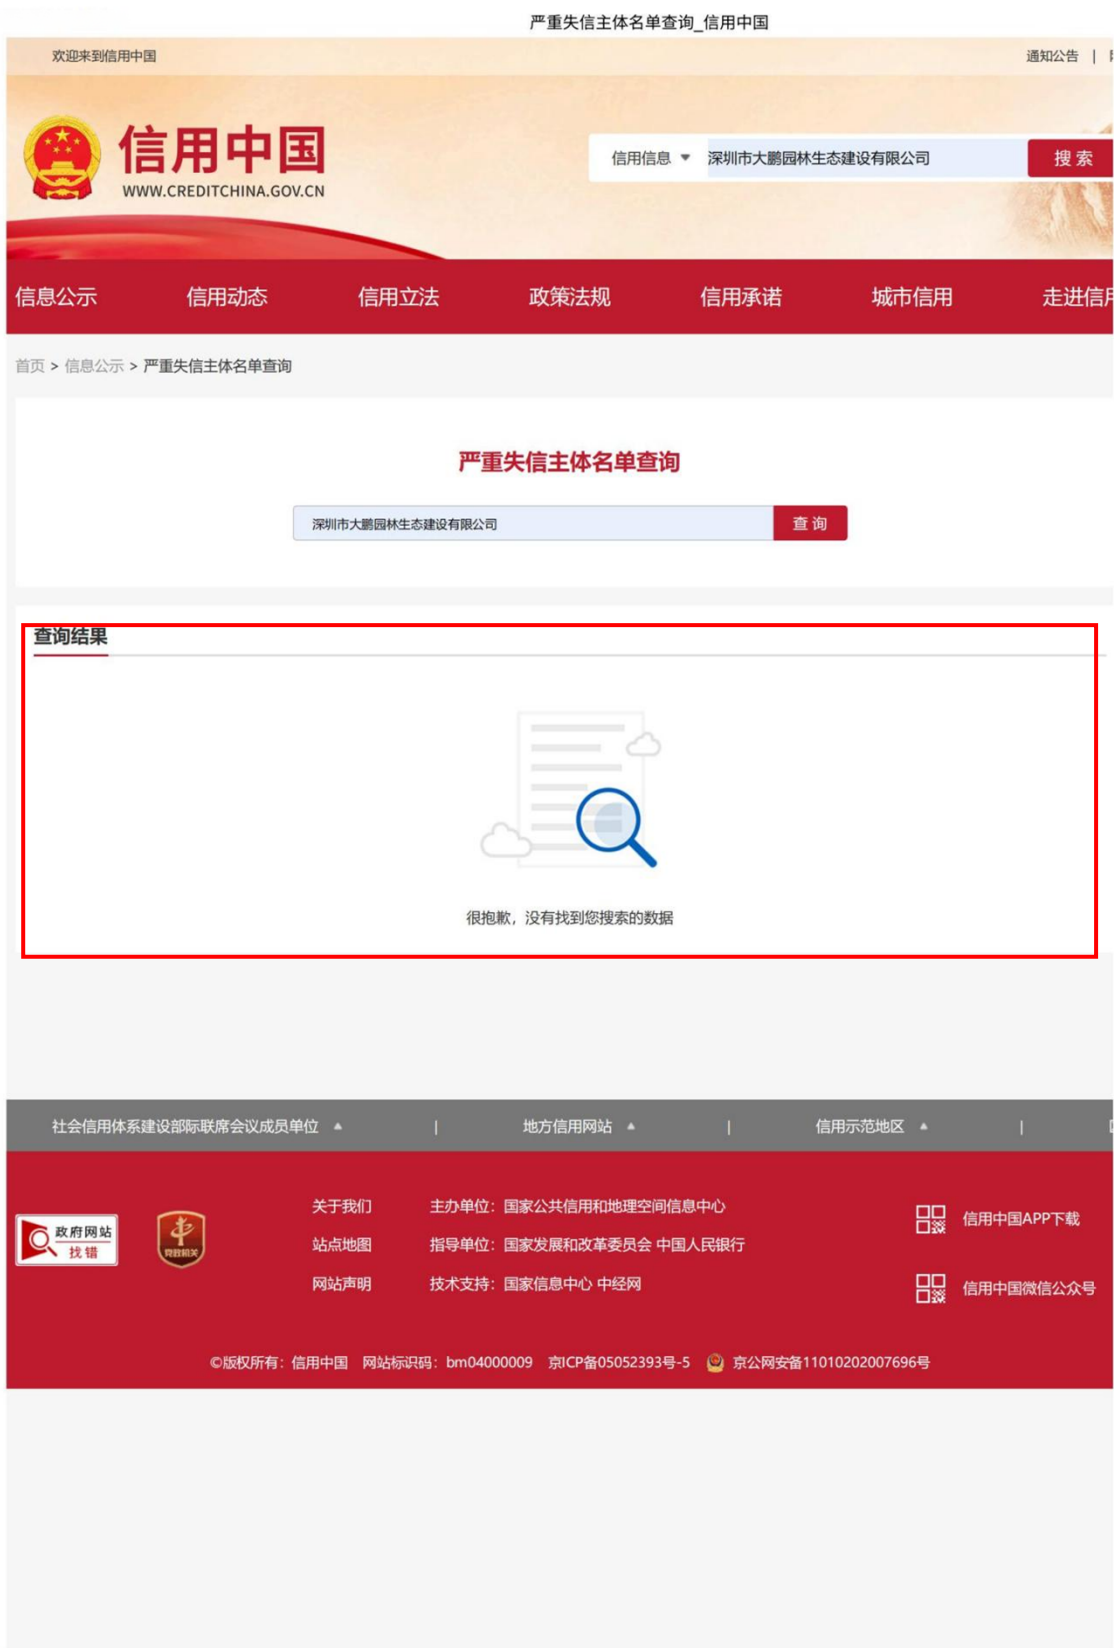 严重失信主体名单查询_信用中国
欢迎来到信用中国
通知公告 |
信用中国
WWW.CREDITCHINA.GOV.CN
信用信息 深圳市大鹏园林生态建设有限公司 搜索
信息公示 信用动态 信用立法 政策法规 信用承诺 城市信用 走进信用
首页 > 信息公示 > 严重失信主体名单查询
严重失信主体名单查询
深圳市大鹏园林生态建设有限公司 查询
查询结果
很抱歉，没有找到您搜索的数据
社会信用体系建设部际联席会议成员单位 | 地方信用网站 | 信用示范地区 |
政府网站
找错
党政机关
关于我们 主办单位：国家公共信用和地理空间信息中心
站点地图 指导单位：国家发展和改革委员会 中国人民银行
网站声明 技术支持：国家信息中心 中经网
信用中国APP下载
信用中国微信公众号
©版权所有：信用中国 网站标识码：bm04000009 京ICP备05052393号-5 京公网安备11010202007696号